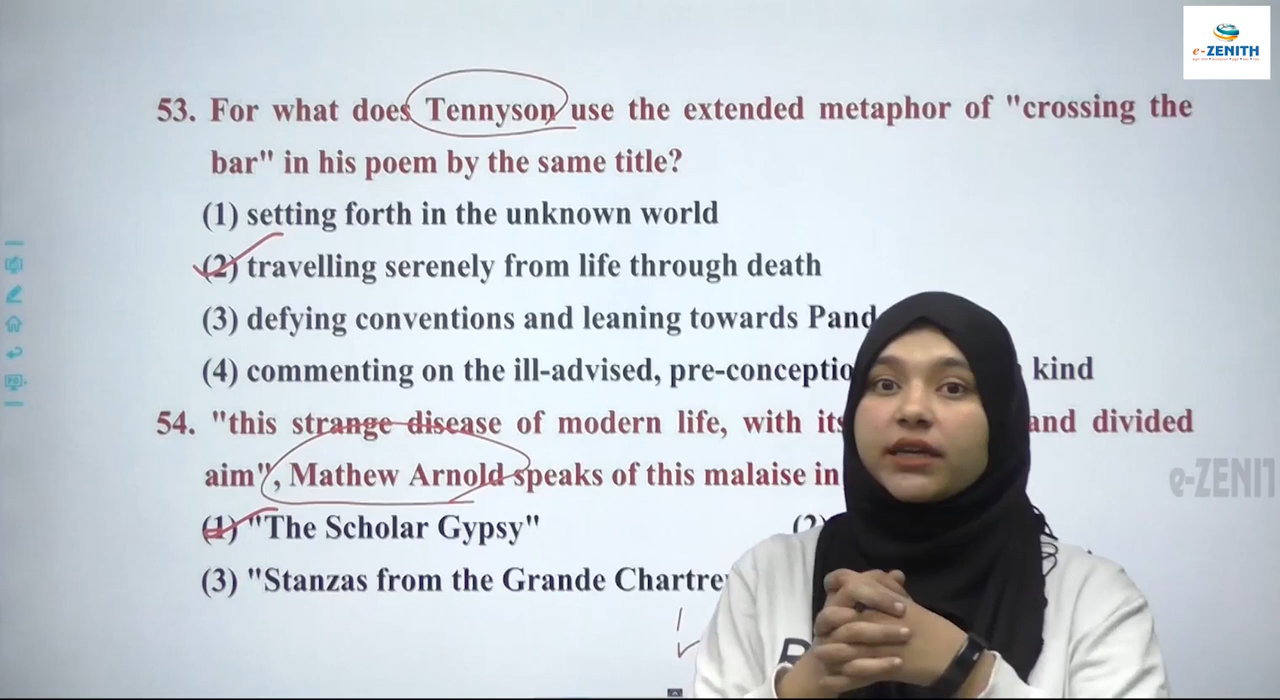 e-ZENITH
53. For what does Tennyson use the extended metaphor of "crossing the
bar" in his poem by the same title?
(1) setting forth in the unknown world
(2) travelling serenely from life through death
(3) defying conventions and leaning towards
(4) commenting on the ill-advised, kind
54. "this strange disease of modern life, with its and divided
aim", Mathew Arnold speaks of this malaise in
e-ZENIT
(1) "The Scholar Gypsy" (2)
(3) "Stanzas from the Grande